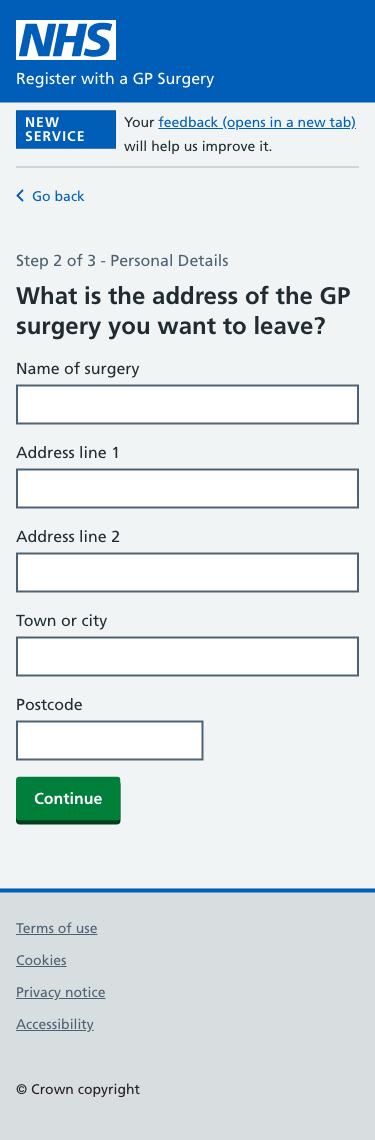 NHS
Register with a GP Surgery
NEW
SERVICE
Your feedback (opens in a new tab)
will help us improve it.
Go back
Step 2 of 3 - Personal Details
What is the address of the GP
surgery you want to leave?
Name of surgery
Address line 1
Address line 2
Town or city
Postcode
Continue
Terms of use
Cookies
Privacy notice
Accessibility
© Crown copyright